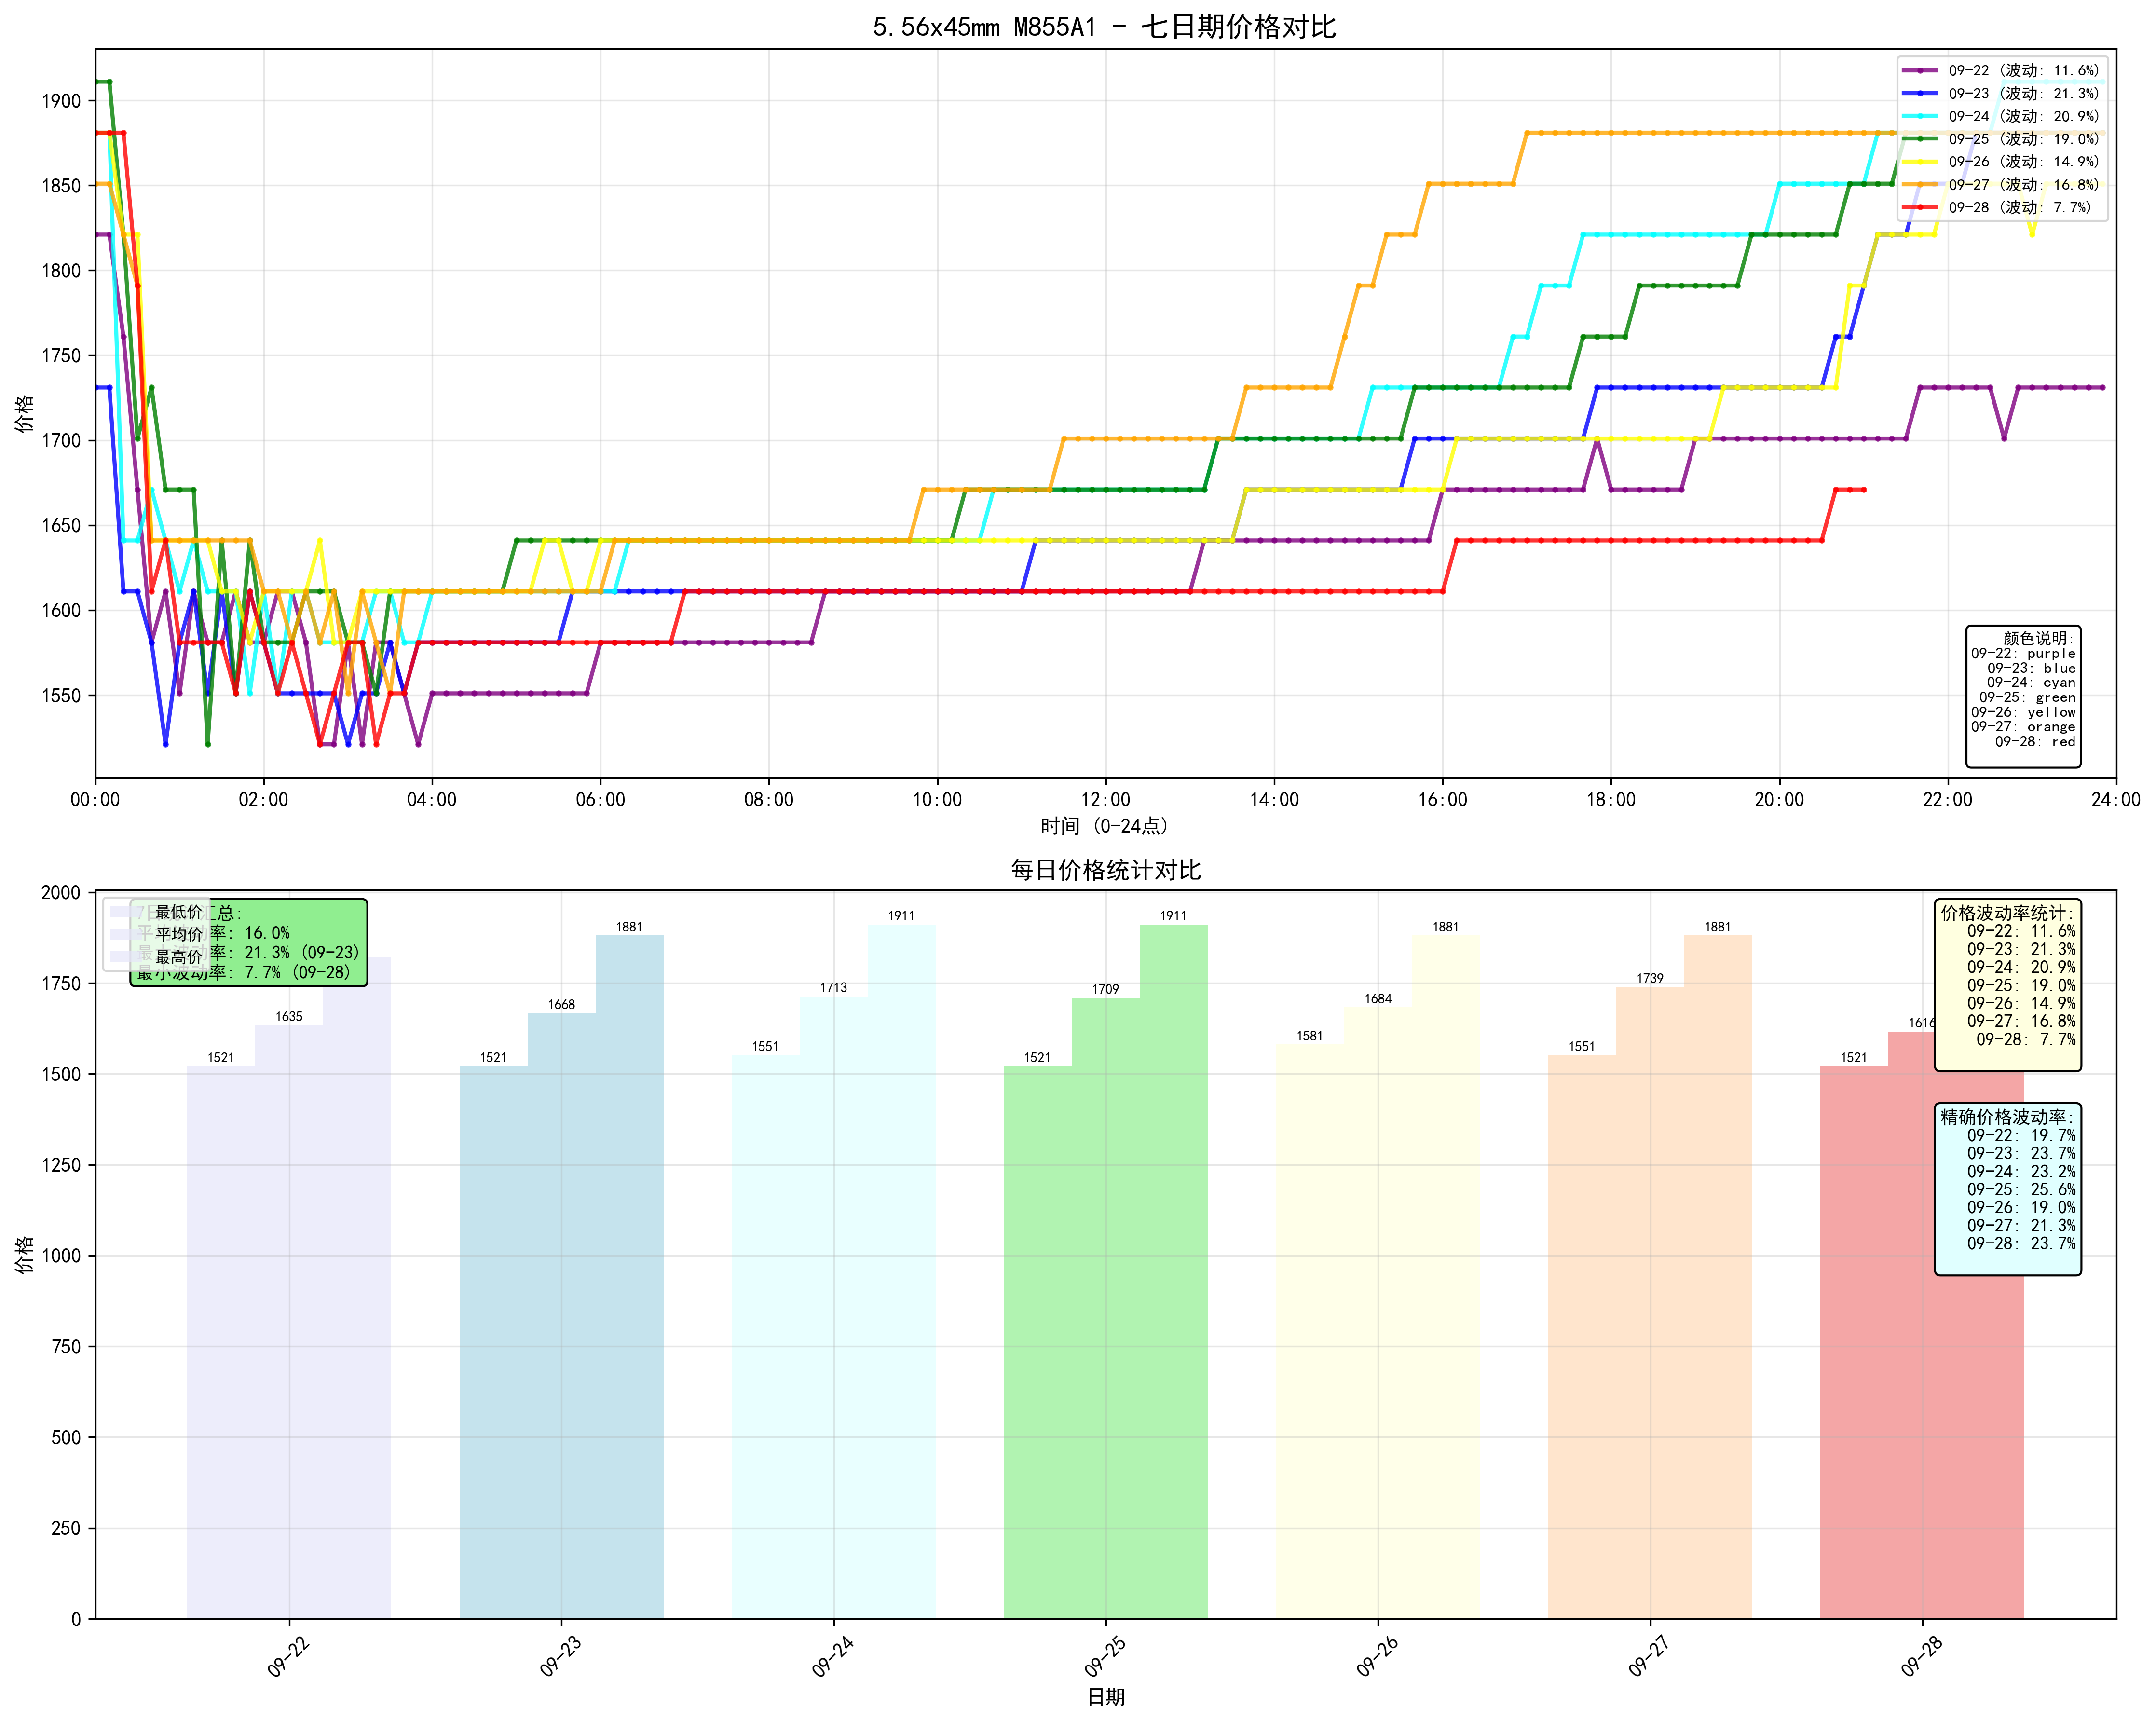 5.56x45mm M855A1 - 七日期价格对比
09-22 (波动: 11.6%)
09-23 (波动: 21.3%)
09-24 (波动: 20.9%)
09-25 (波动: 19.0%)
09-26 (波动: 14.9%)
09-27 (波动: 16.8%)
09-28 (波动: 7.7%)
价格
1900
1850
1800
1750
1700
1650
1600
1550
颜色说明:
09-22: purple
09-23: blue
09-24: cyan
09-25: green
09-26: yellow
09-27: orange
09-28: red
00:00 02:00 04:00 06:00 08:00 10:00 12:00 14:00 16:00 18:00 20:00 22:00 24:00
时间 (0-24点)
每日价格统计对比
最低价
平均价
最高价
汇总:
率: 16.0%
率: 21.3% (09-23)
最小波动率: 7.7% (09-28)
价格波动率统计:
09-22: 11.6%
09-23: 21.3%
09-24: 20.9%
09-25: 19.0%
09-26: 14.9%
09-27: 16.8%
09-28: 7.7%
精确价格波动率:
09-22: 19.7%
09-23: 23.7%
09-24: 23.2%
09-25: 25.6%
09-26: 19.0%
09-27: 21.3%
09-28: 23.7%
价格
2000
1750
1500
1250
1000
750
500
250
0
1521 1635
1521 1668 1881
1551 1713 1911
1521 1709 1911
1581 1684 1881
1551 1739 1881
1521 1616
09-22 09-23 09-24 09-25 09-26 09-27 09-28
日期